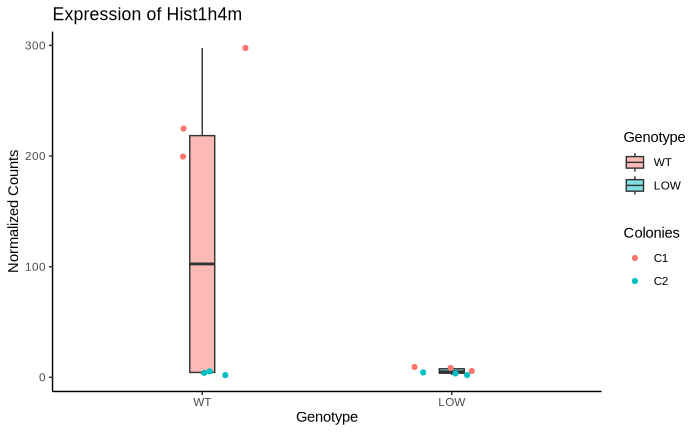 Expression of Hist1h4m
300
200
100
0
Normalized Counts
WT
LOW
Genotype
Genotype
WT
LOW
Colonies
C1
C2